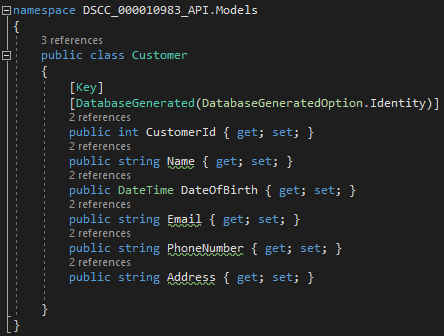 namespace DSCC_000010983_API.Models
{
3 references
public class Customer
{
[Key]
[DatabaseGenerated(DatabaseGeneratedOption.Identity)]
2 references
public int CustomerId { get; set; }
2 references
public string Name { get; set; }
2 references
public DateTime DateOfBirth { get; set; }
2 references
public string Email { get; set; }
2 references
public string PhoneNumber { get; set; }
2 references
public string Address { get; set; }
}
}